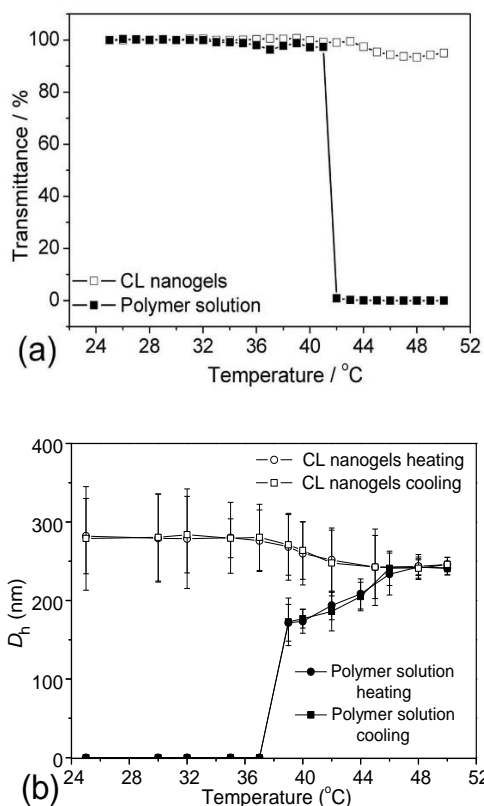 100
80
60
40
20
0
Transmittance / %
CL nanogels
Polymer solution
24 28 32 36 40 44 48 52
(a)
Temperature / °C
400
300
200
100
0
D_h (nm)
CL nanogels heating
CL nanogels cooling
Polymer solution
heating
Polymer solution
cooling
24 28 32 36 40 44 48 52
(b)
Temperature (°C)